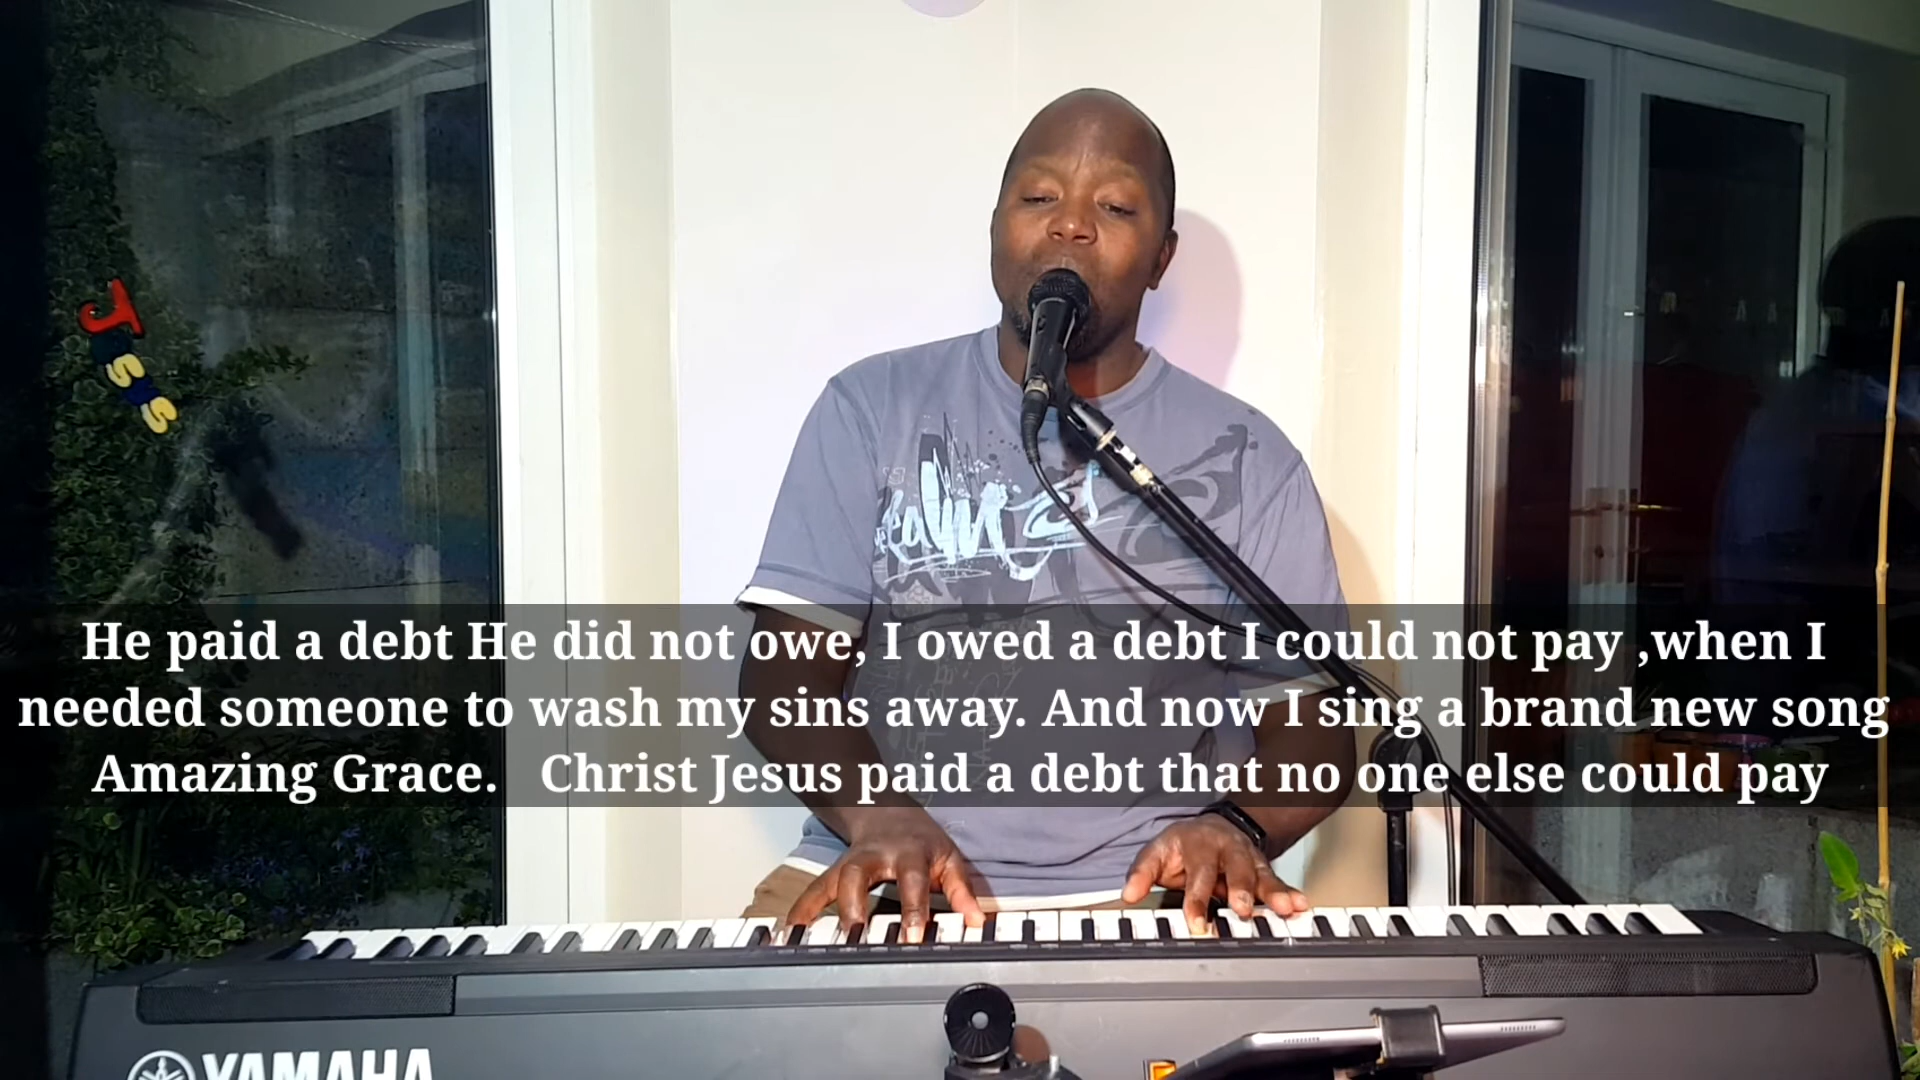 Jesus
He paid a debt He did not owe, I owed a debt I could not pay ,when I
needed someone to wash my sins away. And now I sing a brand new song
Amazing Grace. Christ Jesus paid a debt that no one else could pay
YAMAHA